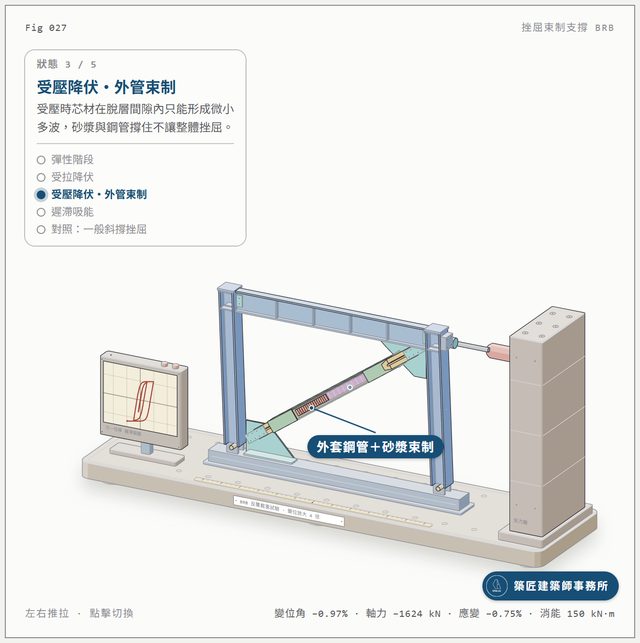 Fig 027
挫屈束制支撐 BRB
狀態 3 / 5
受壓降伏・外管束制
受壓時芯材在脫層間隙內只能形成微小
多波，砂漿與鋼管撐住不讓整體挫屈。
彈性階段
受拉降伏
受壓降伏・外管束制
遲滯吸能
對照：一般斜撐挫屈
外套鋼管＋砂漿束制
反力牆
築匠建築師事務所
左右推拉 · 點擊切換
變位角 −0.97% · 軸力 −1624 kN · 應變 −0.75% · 消能 150 kN·m